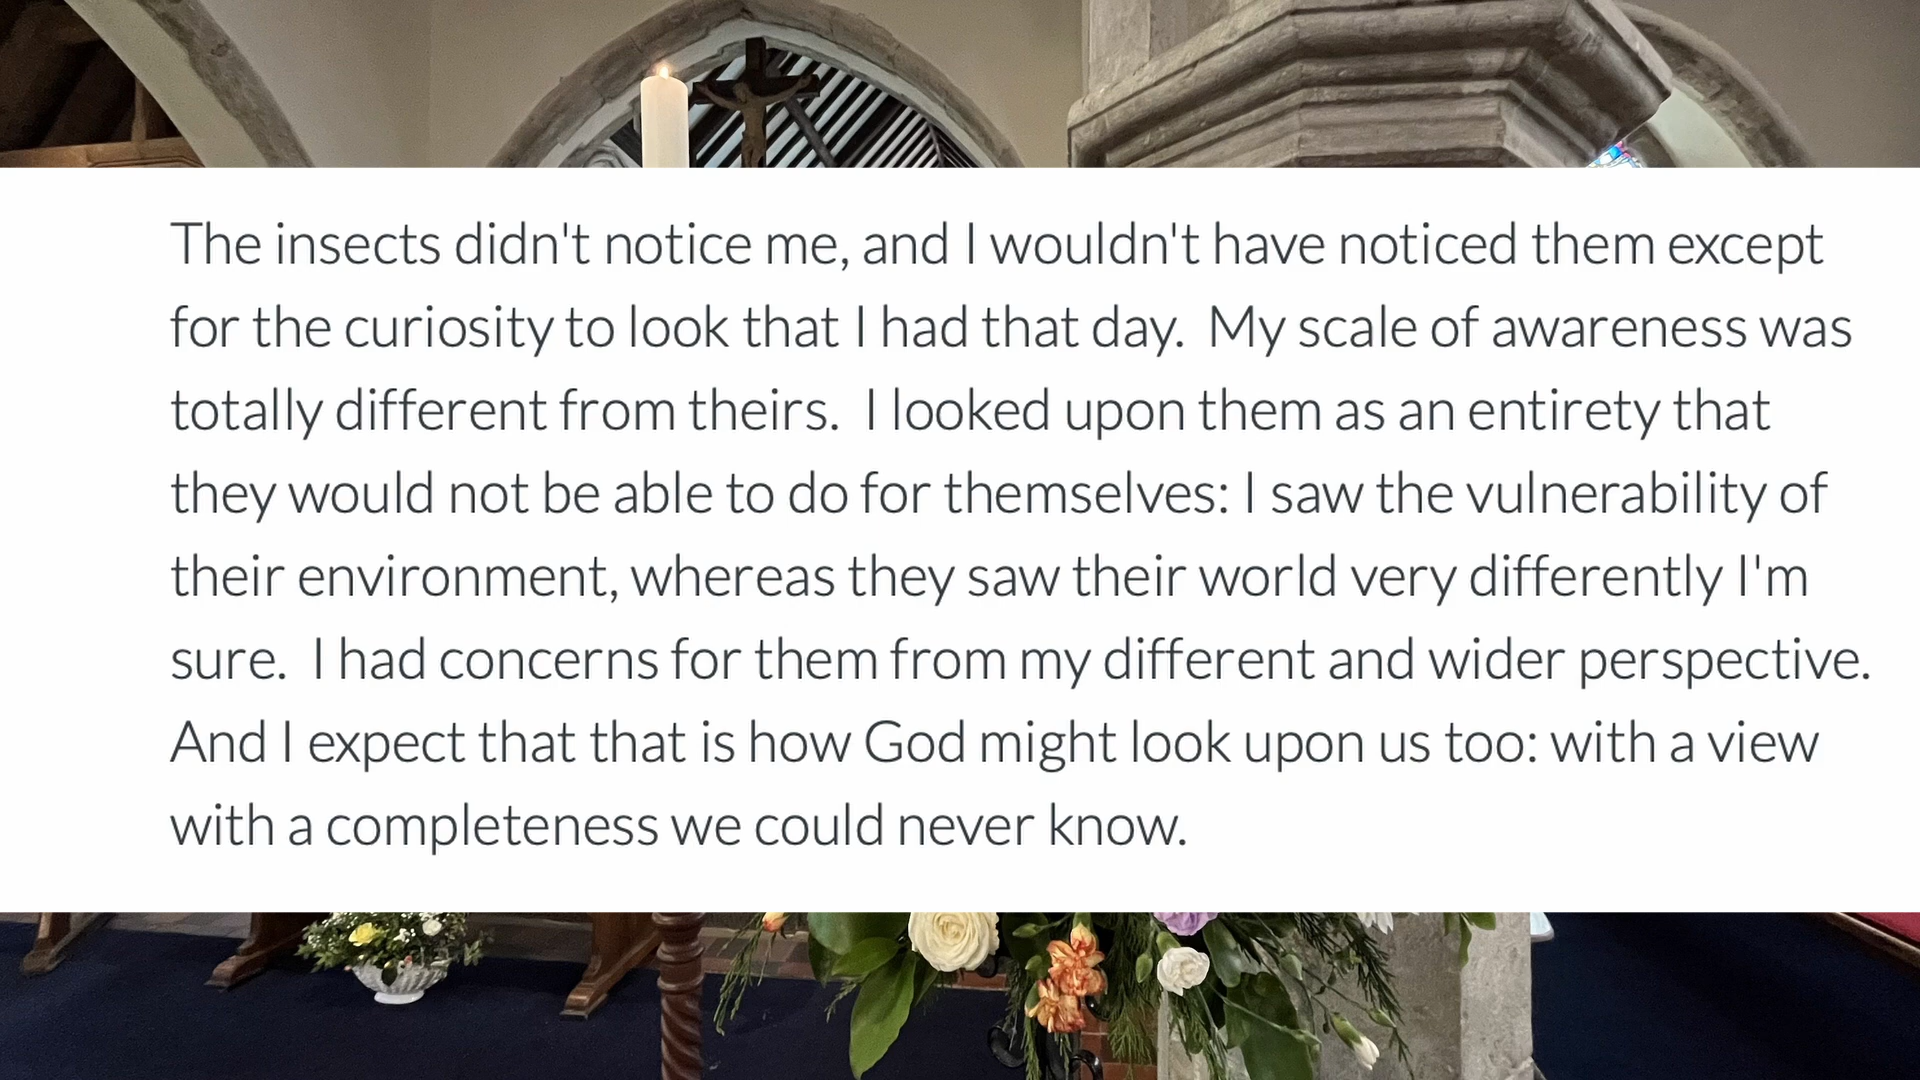 The insects didn't notice me, and I wouldn't have noticed them except
for the curiosity to look that I had that day.  My scale of awareness was
totally different from theirs.  I looked upon them as an entirety that
they would not be able to do for themselves: I saw the vulnerability of
their environment, whereas they saw their world very differently I'm
sure.  I had concerns for them from my different and wider perspective.
And I expect that that is how God might look upon us too: with a view
with a completeness we could never know.